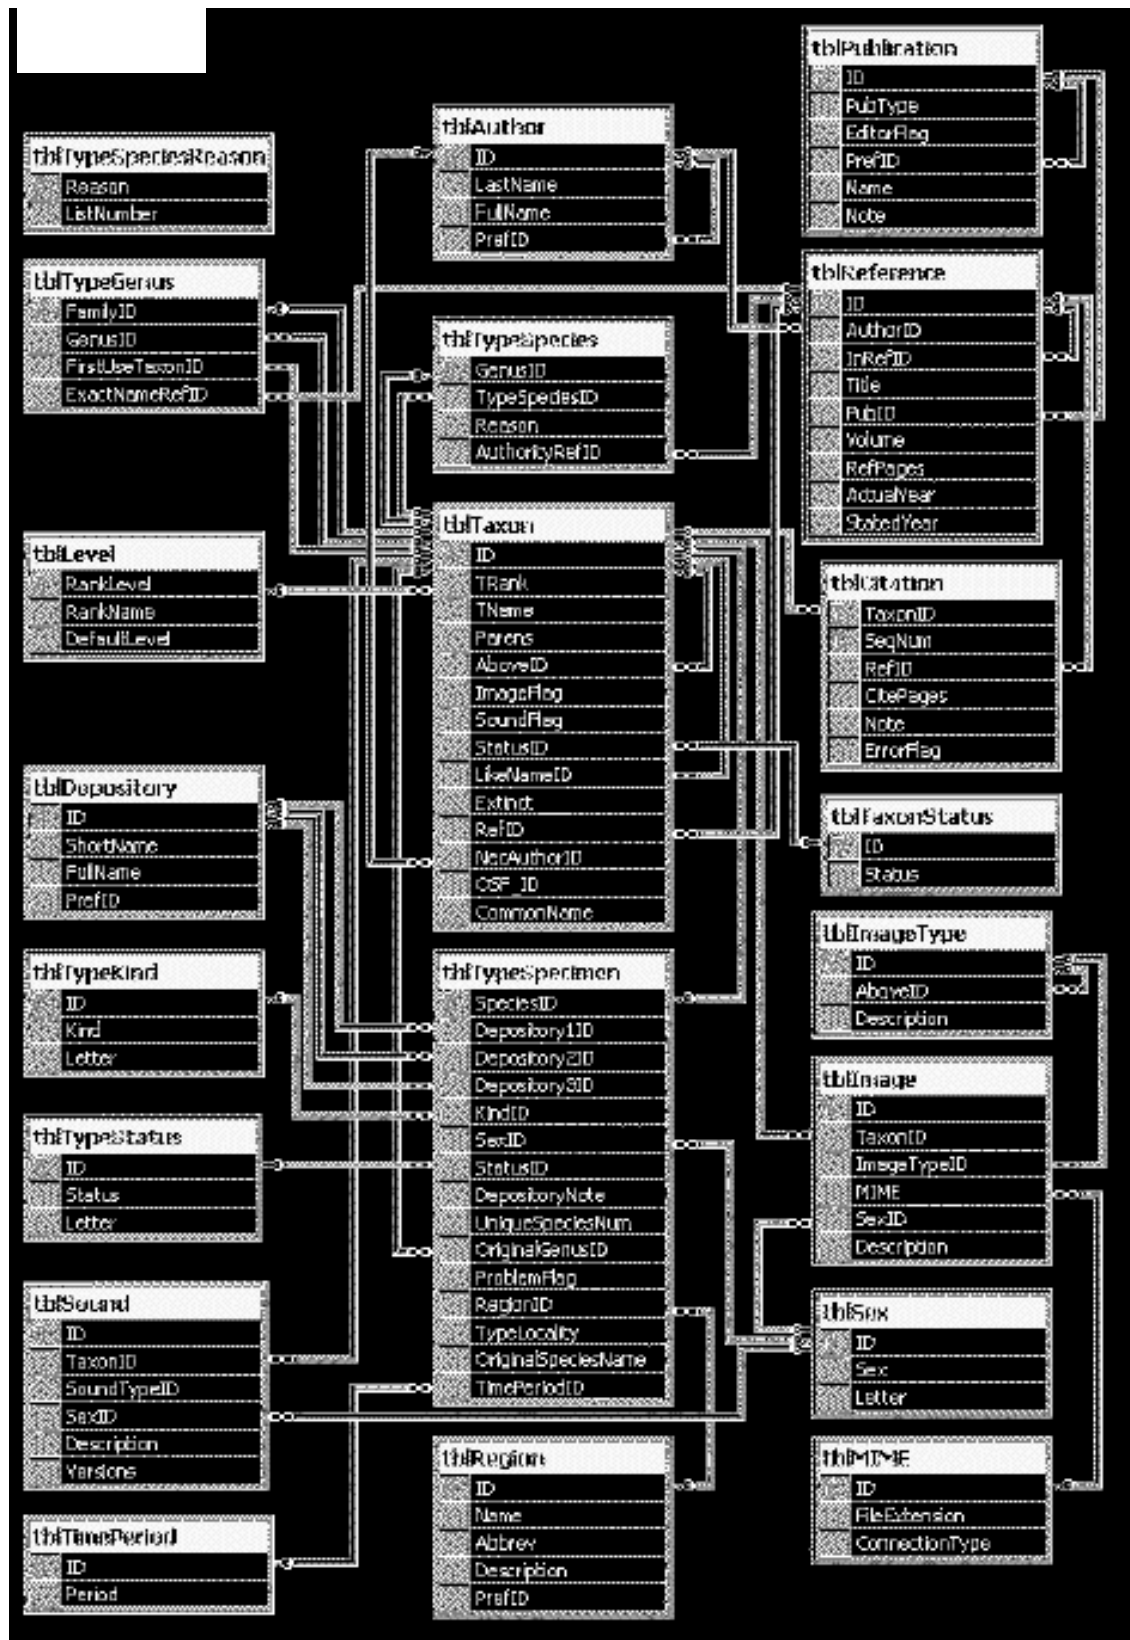 tblTypeSpeciesReason
Reason
ListNumber
tblTypeGenus
FamilyID
GenusID
FirstUseTaxonID
ExactNameRefID
tblLevel
RankLevel
RankName
DefaultLevel
tblDepository
ID
ShortName
FullName
PrefID
tblTypeKind
ID
Kind
Letter
tblTypeStatus
ID
Status
Letter
tblSound
ID
TaxonID
SoundTypeID
SexID
Description
Versions
tblTimePeriod
ID
Period
tblAuthor
ID
LastName
FullName
PrefID
tblTypeSpecies
GenusID
TypeSpeciesID
Reason
AuthorityRefID
tblTaxon
ID
TRank
TName
Parens
AboveID
ImageFlag
SoundFlag
StatusID
LikeNameID
Extinct
RefID
NecAuthorID
OSF_ID
CommonName
tblTypeSpecimen
SpeciesID
Depository1ID
Depository2ID
Depository3ID
KindID
SexID
StatusID
DepositoryNote
UniqueSpeciesNum
OriginalGenusID
ProblemFlag
RegionID
TypeLocality
OriginalSpeciesName
TimePeriodID
tblRegion
ID
Name
Abbrev
Description
PrefID
tblPublication
ID
PubType
EditorFlag
PrefID
Name
Note
tblReference
ID
AuthorID
InRefID
Title
PubID
Volume
RefPages
ActualYear
StatedYear
tblCitation
TaxonID
SeqNum
RefID
CitePages
Note
ErrorFlag
tblTaxonStatus
ID
Status
tblImageType
ID
AboveID
Description
tblImage
ID
TaxonID
ImageTypeID
MIME
SexID
Description
tblSex
ID
Sex
Letter
tblMIME
ID
FileExtension
ConnectionType